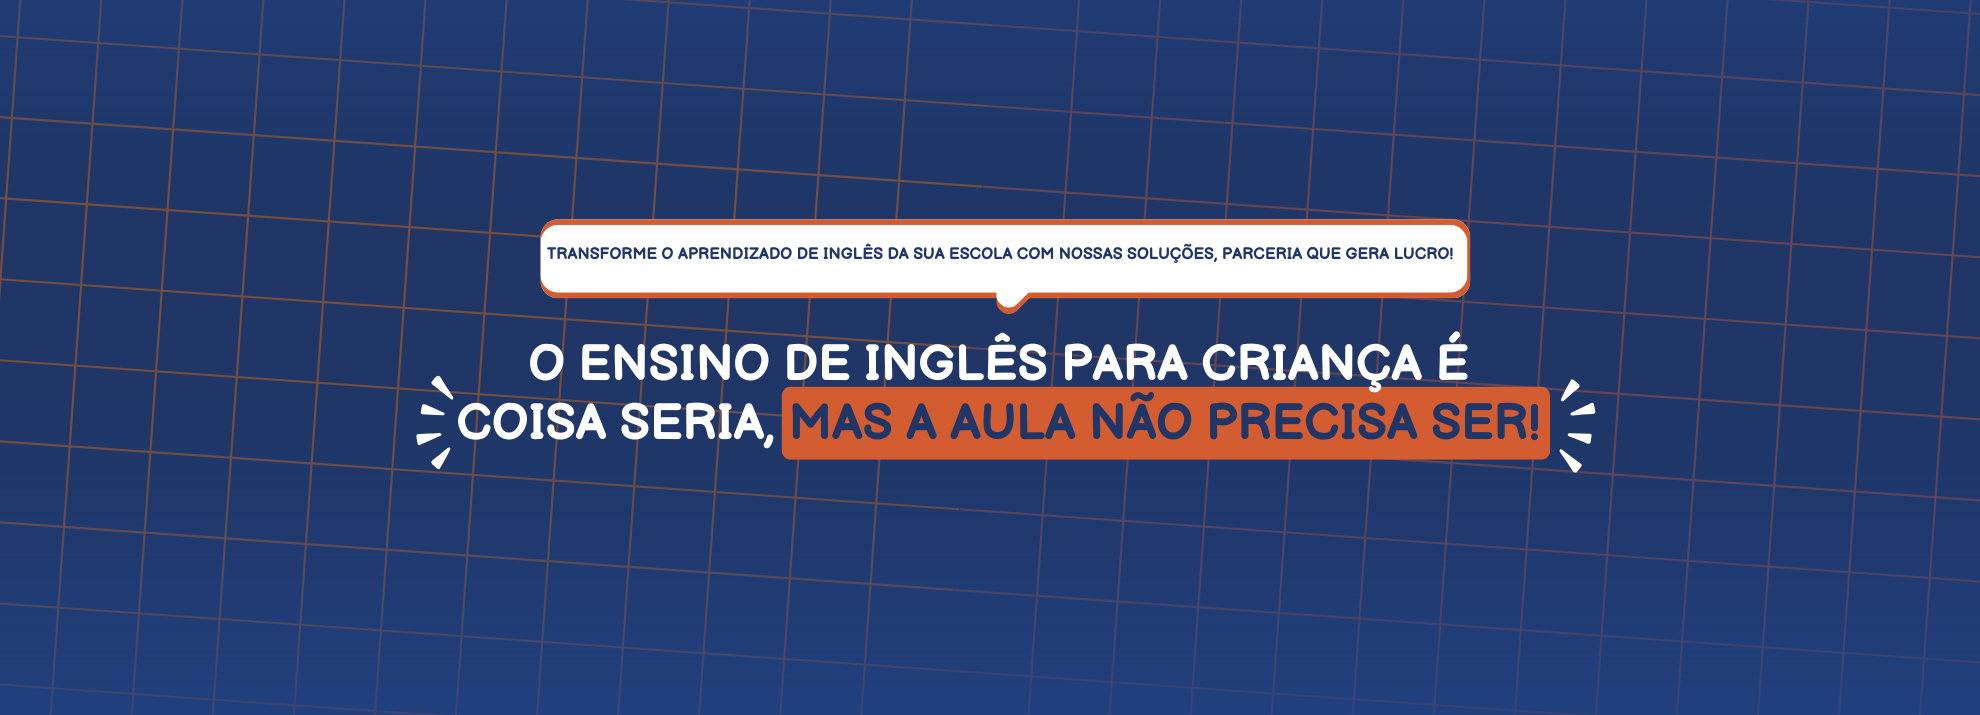 TRANSFORME O APRENDIZADO DE INGLÊS DA SUA ESCOLA COM NOSSAS SOLUÇÕES, PARCERIA QUE GERA LUCRO!
O ENSINO DE INGLÊS PARA CRIANÇA É
COISA SERIA, MAS A AULA NÃO PRECISA SER!